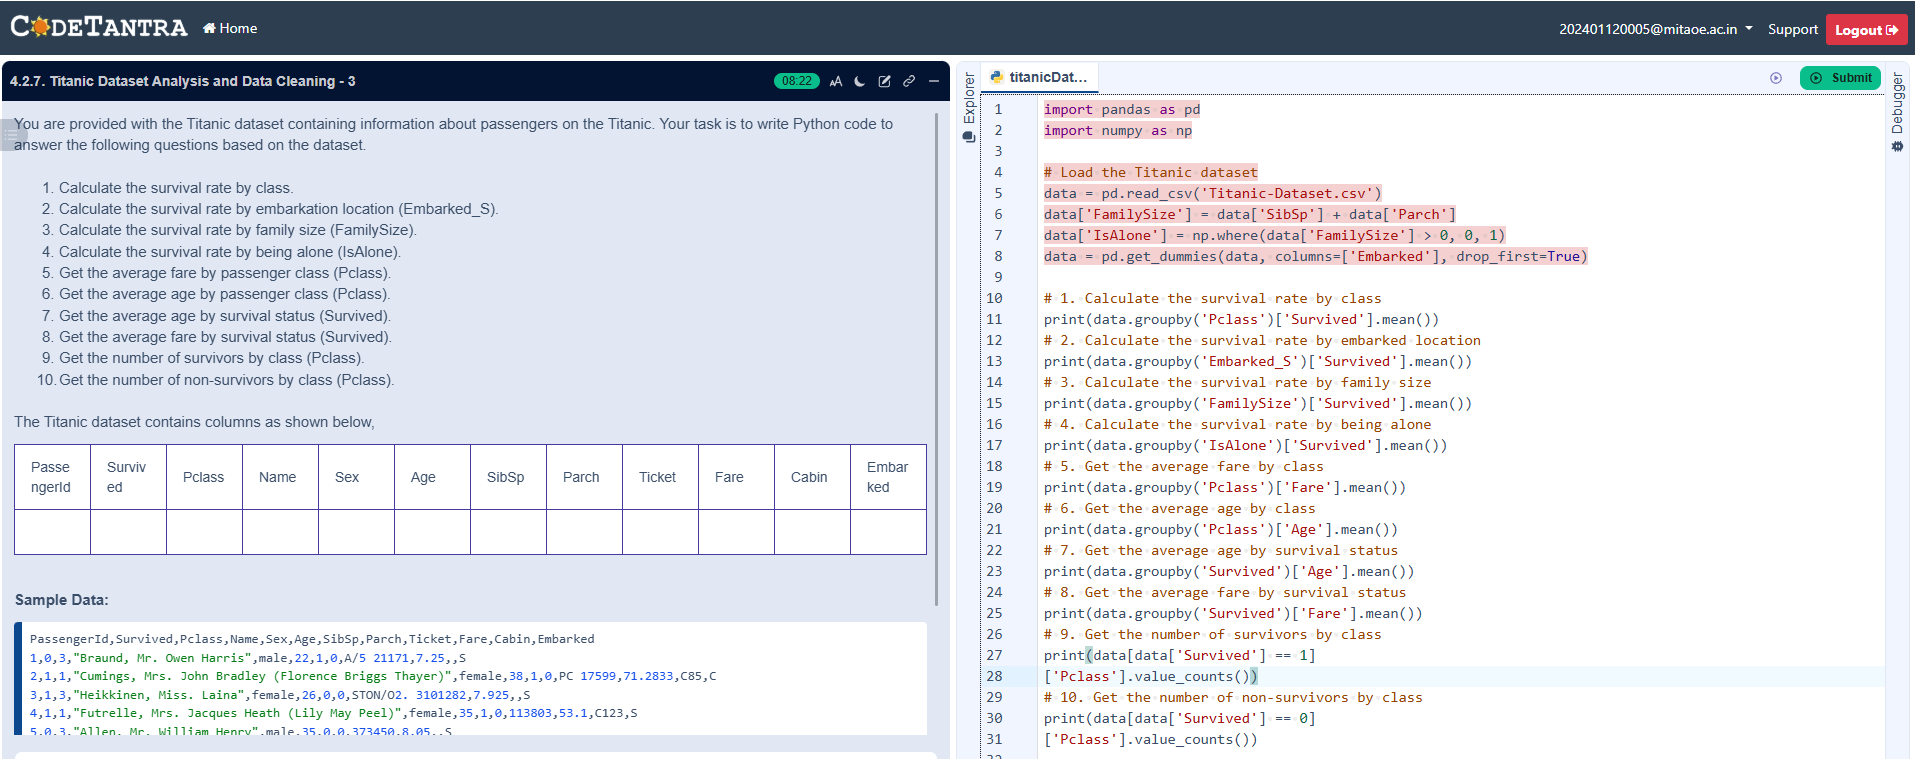 CODETANTRA
Home
202401120005@mitaoe.ac.in
Support
Logout
4.2.7. Titanic Dataset Analysis and Data Cleaning - 3
08:22
AA
You are provided with the Titanic dataset containing information about passengers on the Titanic. Your task is to write Python code to
answer the following questions based on the dataset.
1. Calculate the survival rate by class.
2. Calculate the survival rate by embarkation location (Embarked_S).
3. Calculate the survival rate by family size (FamilySize).
4. Calculate the survival rate by being alone (IsAlone).
5. Get the average fare by passenger class (Pclass).
6. Get the average age by passenger class (Pclass).
7. Get the average age by survival status (Survived).
8. Get the average fare by survival status (Survived).
9. Get the number of survivors by class (Pclass).
10. Get the number of non-survivors by class (Pclass).
The Titanic dataset contains columns as shown below,
Passe
ngerId
Surviv
ed
Pclass
Name
Sex
Age
SibSp
Parch
Ticket
Fare
Cabin
Embar
ked
Sample Data:
PassengerId,Survived,Pclass,Name,Sex,Age,SibSp,Parch,Ticket,Fare,Cabin,Embarked
1,0,3,"Braund, Mr. Owen Harris",male,22,1,0,A/5 21171,7.25,,S
2,1,1,"Cumings, Mrs. John Bradley (Florence Briggs Thayer)",female,38,1,0,PC 17599,71.2833,C85,C
3,1,3,"Heikkinen, Miss. Laina",female,26,0,0,STON/O2. 3101282,7.925,,S
4,1,1,"Futrelle, Mrs. Jacques Heath (Lily May Peel)",female,35,1,0,113803,53.1,C123,S
5,0,3,"Allen, Mr. William Henry",male,35,0,0,373450,8.05,,S
Explorer
titanicDat...
Submit
Debugger
1 import pandas as pd
2 import numpy as np
3
4 # Load the Titanic dataset
5 data = pd.read_csv('Titanic-Dataset.csv')
6 data['FamilySize'] = data['SibSp'] + data['Parch']
7 data['IsAlone'] = np.where(data['FamilySize'] > 0, 0, 1)
8 data = pd.get_dummies(data, columns=['Embarked'], drop_first=True)
9
10 # 1. Calculate the survival rate by class
11 print(data.groupby('Pclass')['Survived'].mean())
12 # 2. Calculate the survival rate by embarked location
13 print(data.groupby('Embarked_S')['Survived'].mean())
14 # 3. Calculate the survival rate by family size
15 print(data.groupby('FamilySize')['Survived'].mean())
16 # 4. Calculate the survival rate by being alone
17 print(data.groupby('IsAlone')['Survived'].mean())
18 # 5. Get the average fare by class
19 print(data.groupby('Pclass')['Fare'].mean())
20 # 6. Get the average age by class
21 print(data.groupby('Pclass')['Age'].mean())
22 # 7. Get the average age by survival status
23 print(data.groupby('Survived')['Age'].mean())
24 # 8. Get the average fare by survival status
25 print(data.groupby('Survived')['Fare'].mean())
26 # 9. Get the number of survivors by class
27 print(data[data['Survived'] == 1]
28 ['Pclass'].value_counts())
29 # 10. Get the number of non-survivors by class
30 print(data[data['Survived'] == 0]
31 ['Pclass'].value_counts())